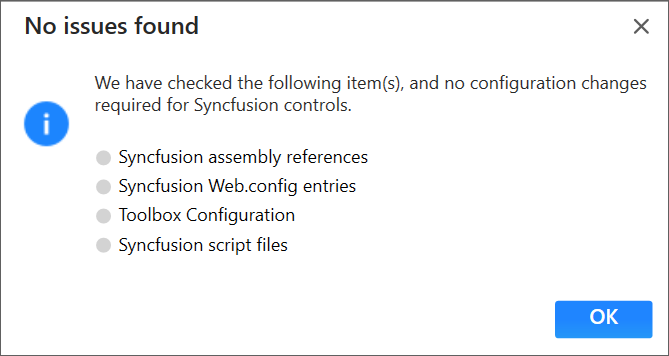 No issues found
We have checked the following item(s), and no configuration changes
required for Syncfusion controls.
Syncfusion assembly references
Syncfusion Web.config entries
Toolbox Configuration
Syncfusion script files
OK